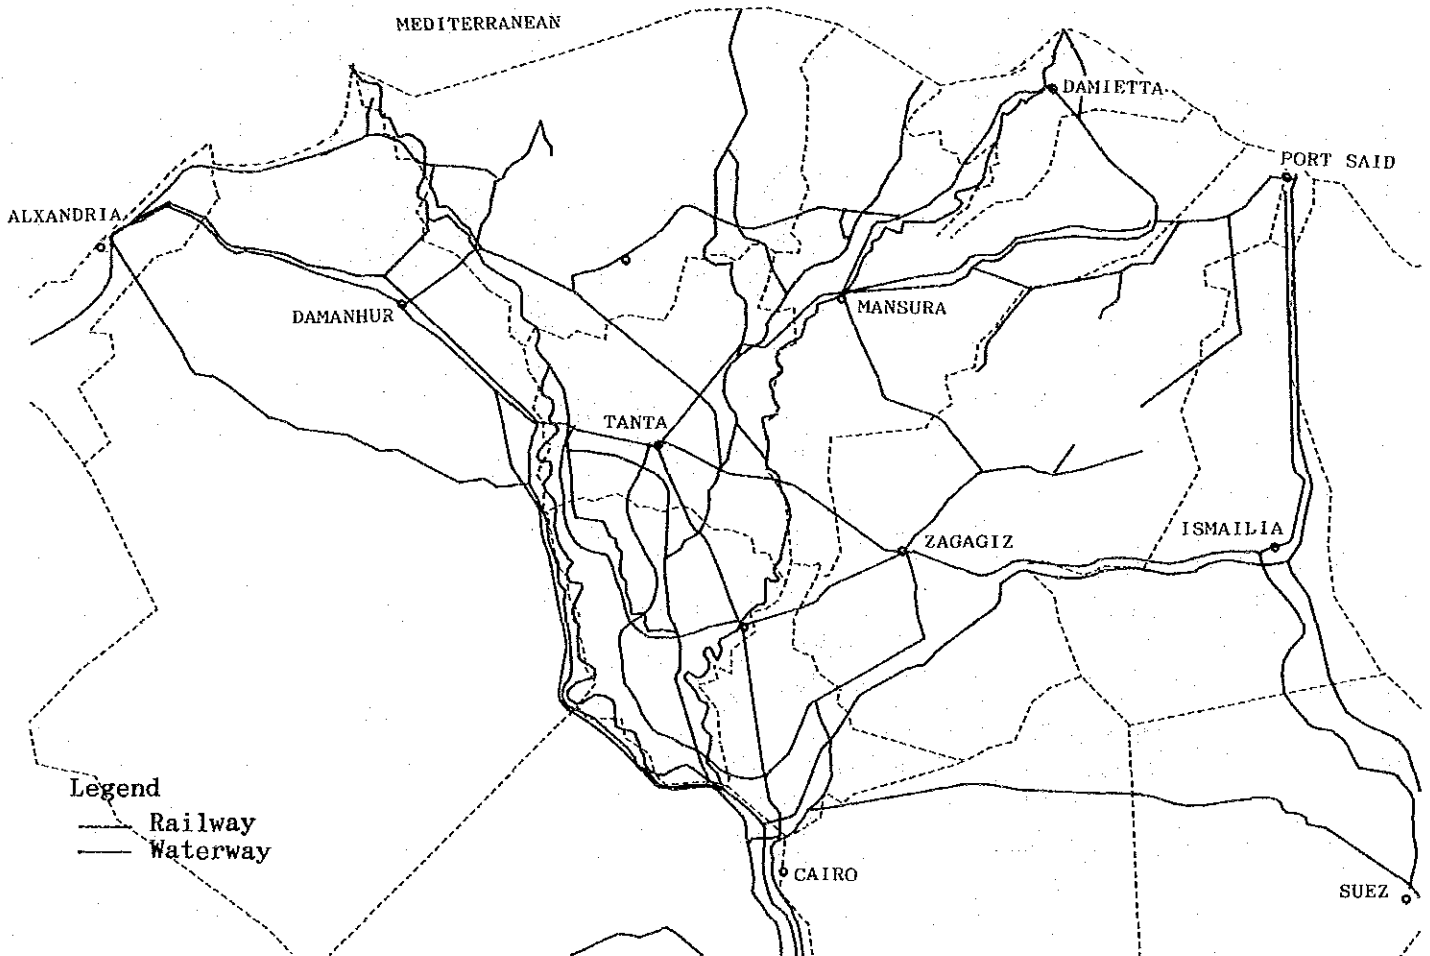 MEDITERRANEAN
DAMIETTA
PORT SAID
ALXANDRIA
DAMANHUR
MANSURA
TANTA
ZAGAGIZ
ISMAILIA
Legend
Railway
Waterway
CAIRO
SUEZ